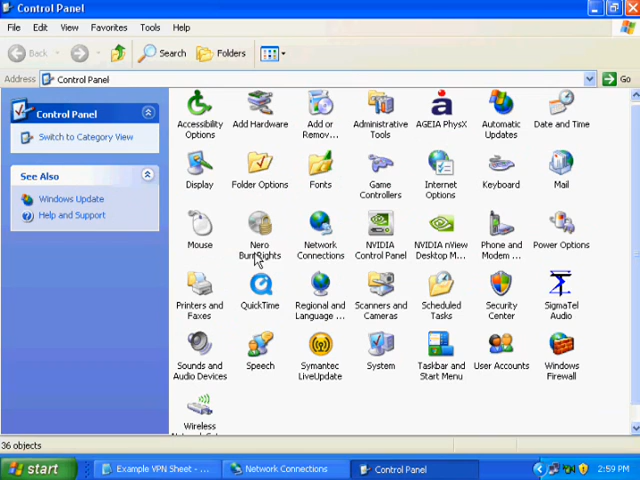 Control Panel
File Edit View Favorites Tools Help
Back Search Folders
Address Control Panel Go
Control Panel
Switch to Category View
See Also
Windows Update
Help and Support
Accessibility Options
Add Hardware
Add or Remov...
Administrative Tools
AGEIA PhysX
Automatic Updates
Date and Time
Display
Folder Options
Fonts
Game Controllers
Internet Options
Keyboard
Mail
Mouse
Nero BurnRights
Network Connections
NVIDIA Control Panel
NVIDIA nView Desktop M...
Phone and Modem ...
Power Options
Printers and Faxes
QuickTime
Regional and Language ...
Scanners and Cameras
Scheduled Tasks
Security Center
SigmaTel Audio
Sounds and Audio Devices
Speech
Symantec LiveUpdate
System
Taskbar and Start Menu
User Accounts
Windows Firewall
Wireless
36 objects
start Example VPN Sheet - ... Network Connections Control Panel 2:59 PM